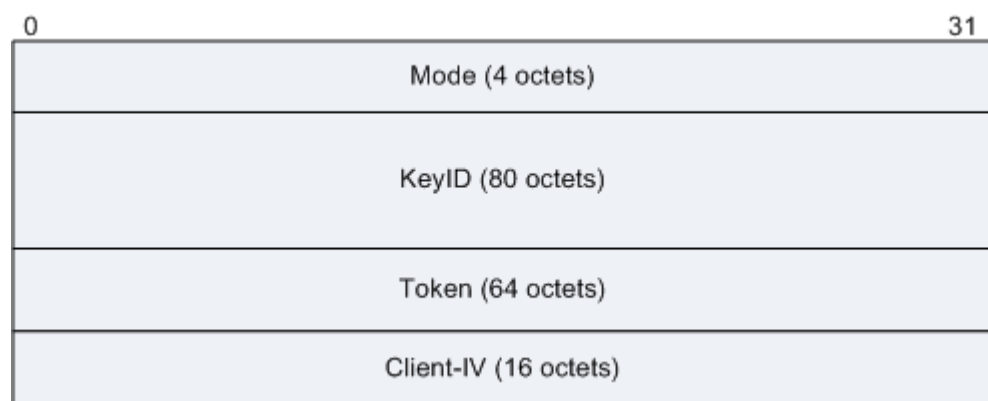 0 31
Mode (4 octets)
KeyID (80 octets)
Token (64 octets)
Client-IV (16 octets)